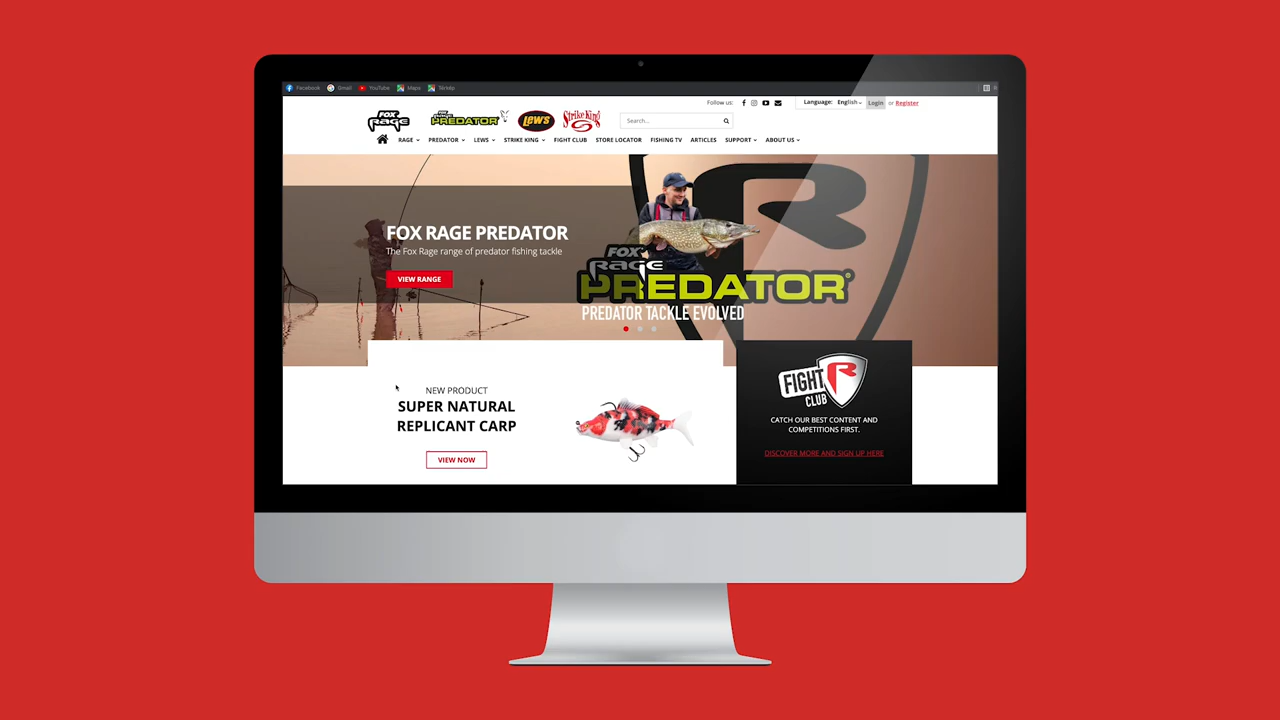 Facebook Gmail YouTube Maps Térkép
Follow us: Language: English Login or Register
FOX RAGE
FOX RAGE PREDATOR
LEW'S
Strike King
Search...
RAGE PREDATOR LEWS STRIKE KING FIGHT CLUB STORE LOCATOR FISHING TV ARTICLES SUPPORT ABOUT US
FOX RAGE PREDATOR
The Fox Rage range of predator fishing tackle
VIEW RANGE
FOX
RAGE
PREDATOR
PREDATOR TACKLE EVOLVED
NEW PRODUCT
SUPER NATURAL
REPLICANT CARP
VIEW NOW
FIGHT R
CLUB
CATCH OUR BEST CONTENT AND
COMPETITIONS FIRST.
DISCOVER MORE AND SIGN UP HERE